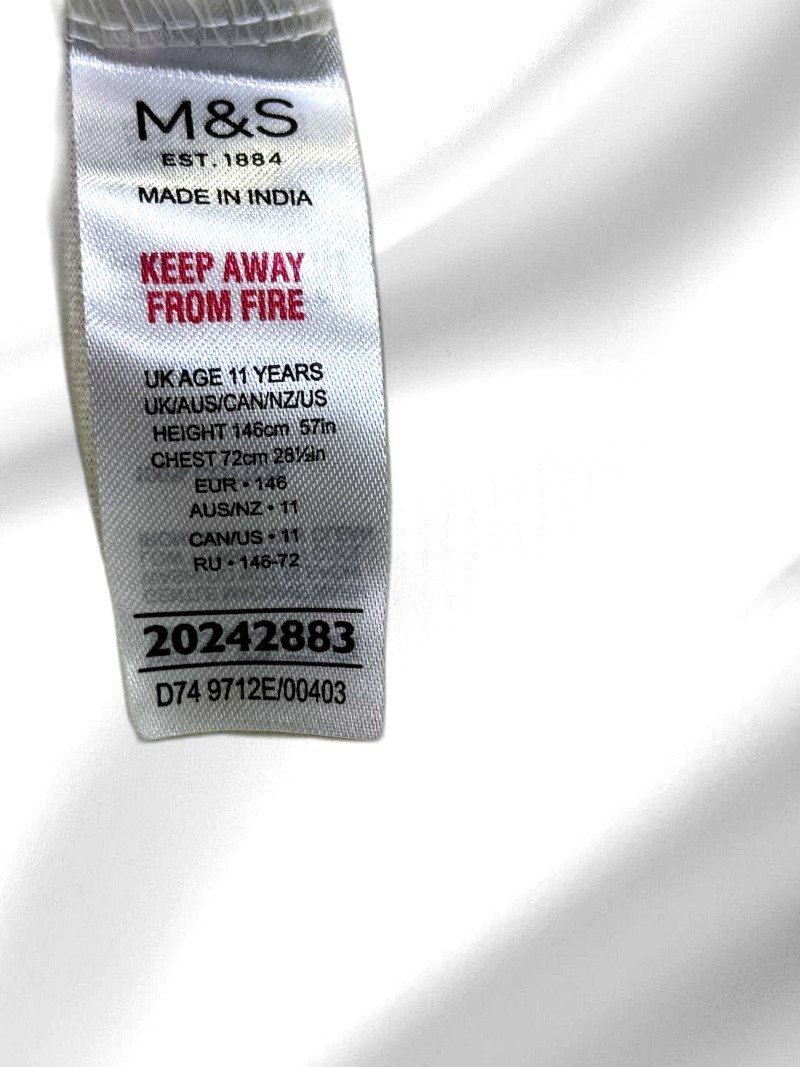 M&S
EST. 1884
MADE IN INDIA
KEEP AWAY
FROM FIRE
UK AGE 11 YEARS
UK/AUS/CAN/NZ/US
HEIGHT 146cm 57in
CHEST 72cm 28½in
EUR • 146
AUS/NZ • 11
CAN/US • 11
RU • 146-72
20242883
D74 9712E/00403